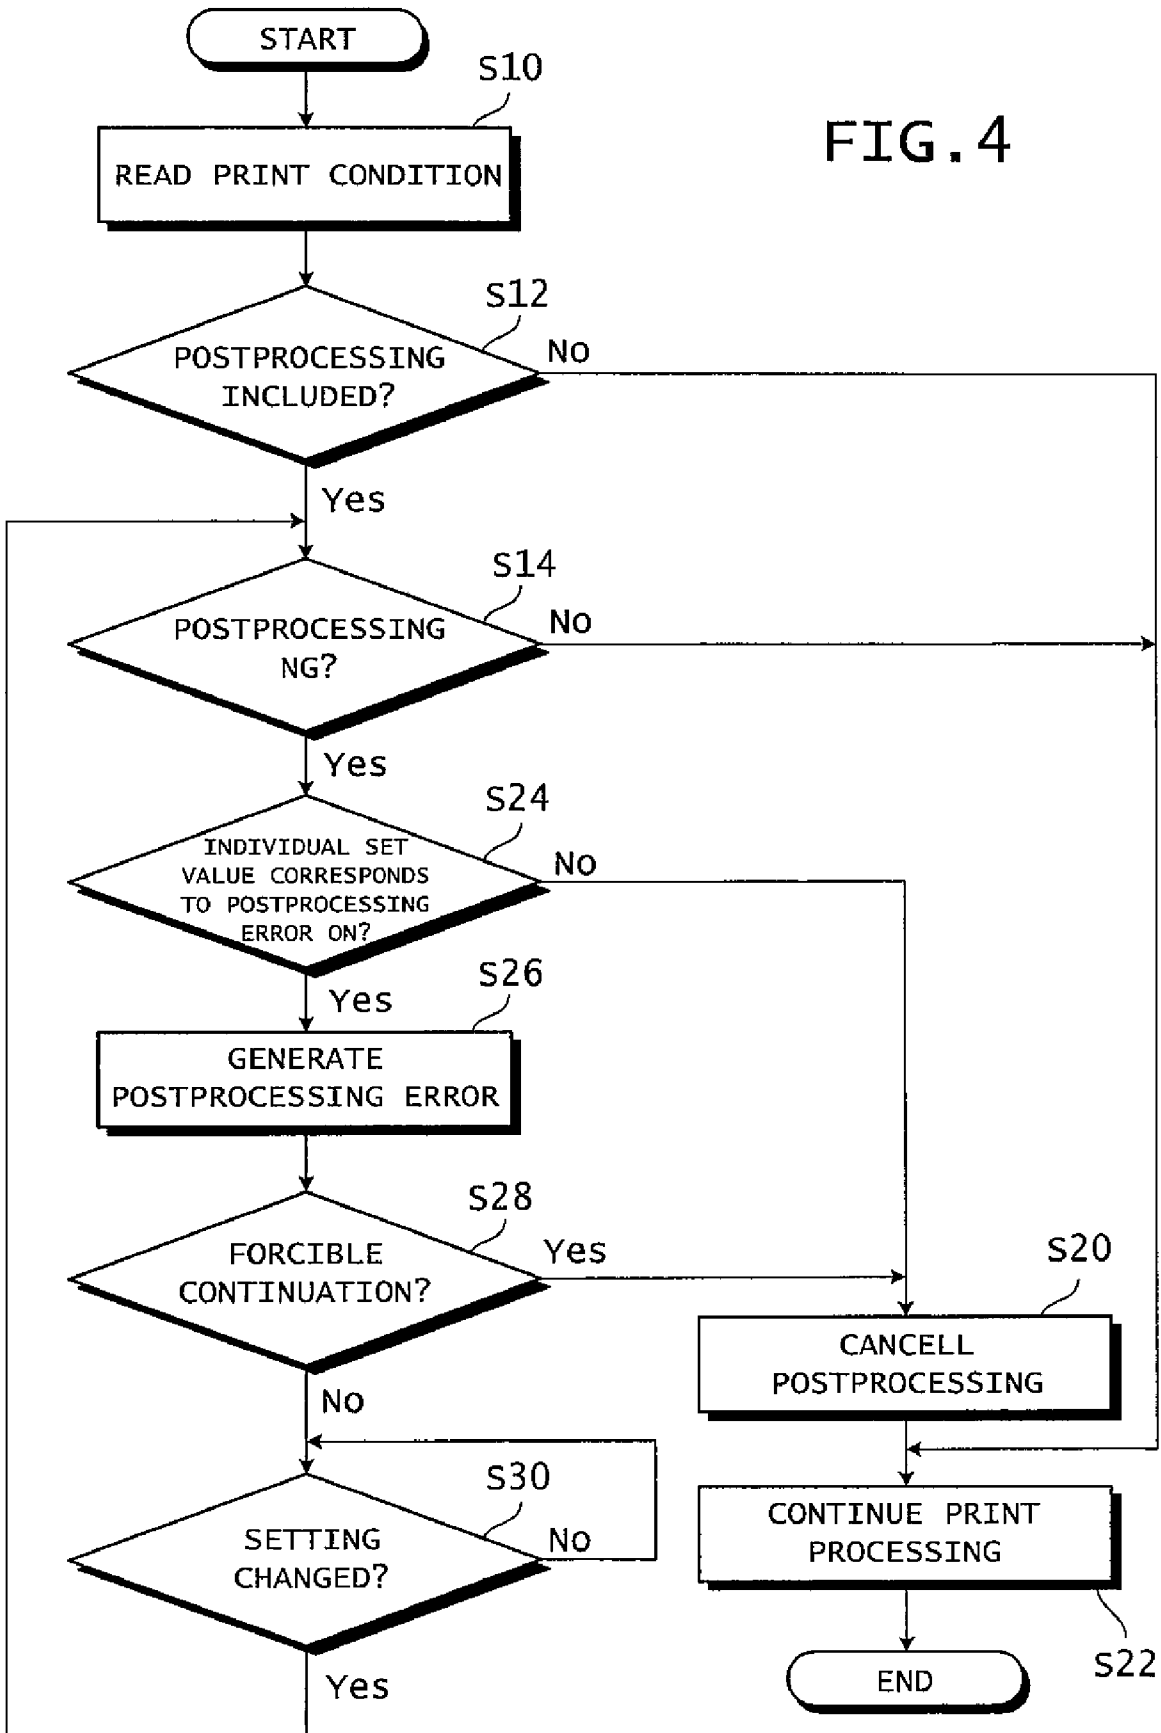 START
S10
FIG.4
READ PRINT CONDITION
S12
POSTPROCESSING
INCLUDED?
No
Yes
S14
POSTPROCESSING
NG?
No
Yes
S24
INDIVIDUAL SET
VALUE CORRESPONDS
TO POSTPROCESSING
ERROR ON?
No
Yes
S26
GENERATE
POSTPROCESSING ERROR
S28
FORCIBLE
CONTINUATION?
Yes
No
S20
CANCELL
POSTPROCESSING
S30
SETTING
CHANGED?
No
Yes
CONTINUE PRINT
PROCESSING
S22
END